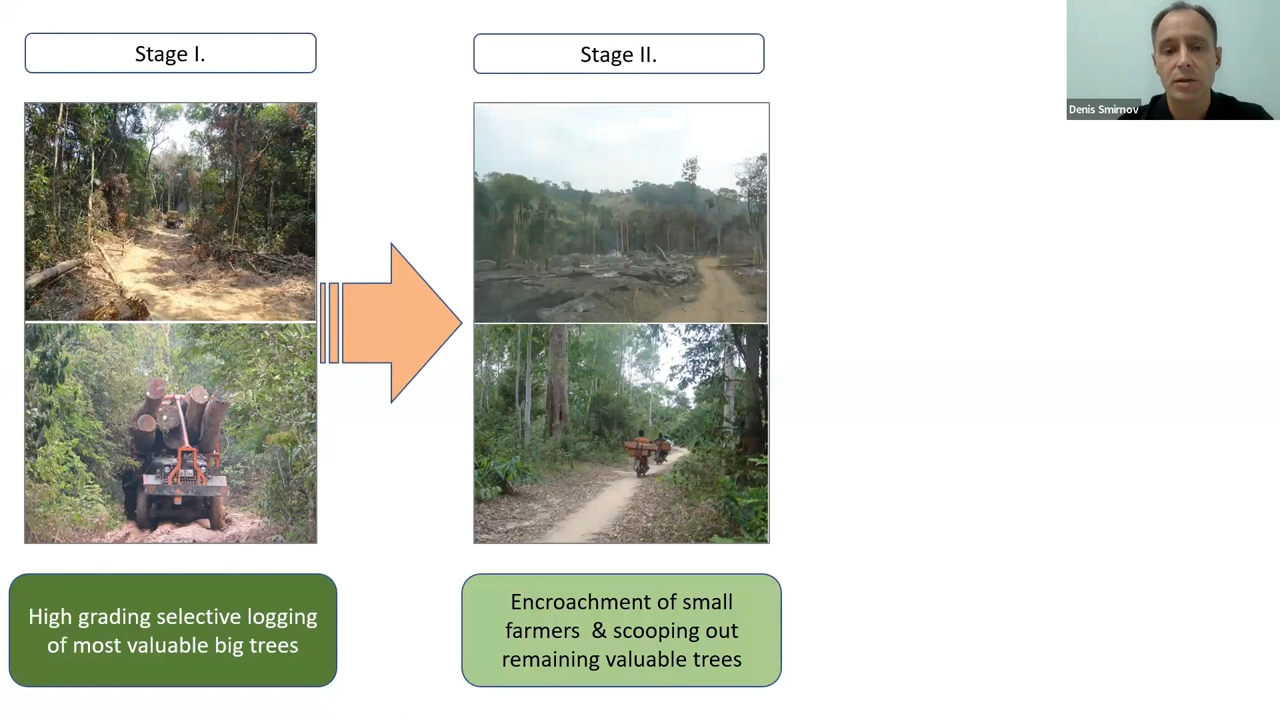 Stage I.
Stage II.
Denis Smirnov
High grading selective logging
of most valuable big trees
Encroachment of small
farmers & scooping out
remaining valuable trees